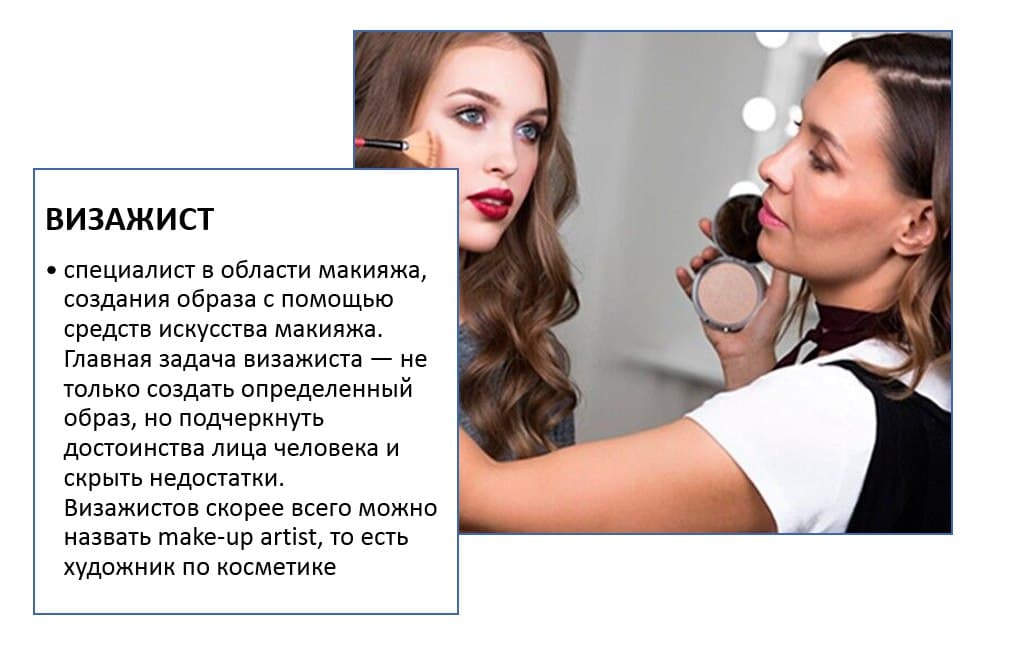 ВИЗАЖИСТ
• специалист в области макияжа,
создания образа с помощью
средств искусства макияжа.
Главная задача визажиста — не
только создать определенный
образ, но подчеркнуть
достоинства лица человека и
скрыть недостатки.
Визажистов скорее всего можно
назвать make-up artist, то есть
художник по косметике